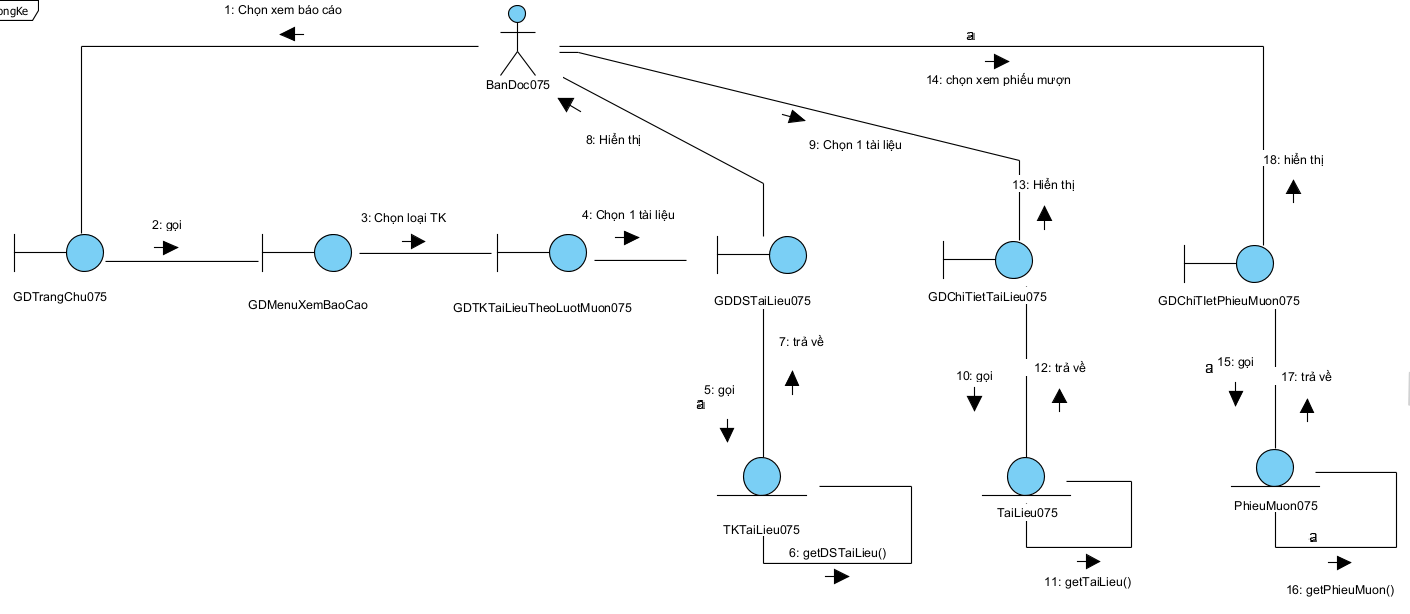 ongKe
1: Chọn xem báo cáo
a
BanDoc075
14: chọn xem phiếu mượn
8: Hiển thị
9: Chọn 1 tài liệu
18: hiển thị
13: Hiển thị
2: gọi
3: Chọn loại TK
4: Chọn 1 tài liệu
GDTrangChu075
GDMenuXemBaoCao
GDTKTaiLieuTheoLuotMuon075
GDDSTaiLieu075
GDChiTietTaiLieu075
GDChiTIetPhieuMuon075
7: trả về
5: gọi
a
10: gọi
12: trả về
a
15: gọi
17: trả về
TKTaiLieu075
TaiLieu075
PhieuMuon075
6: getDSTaiLieu()
11: getTaiLieu()
a
16: getPhieuMuon()